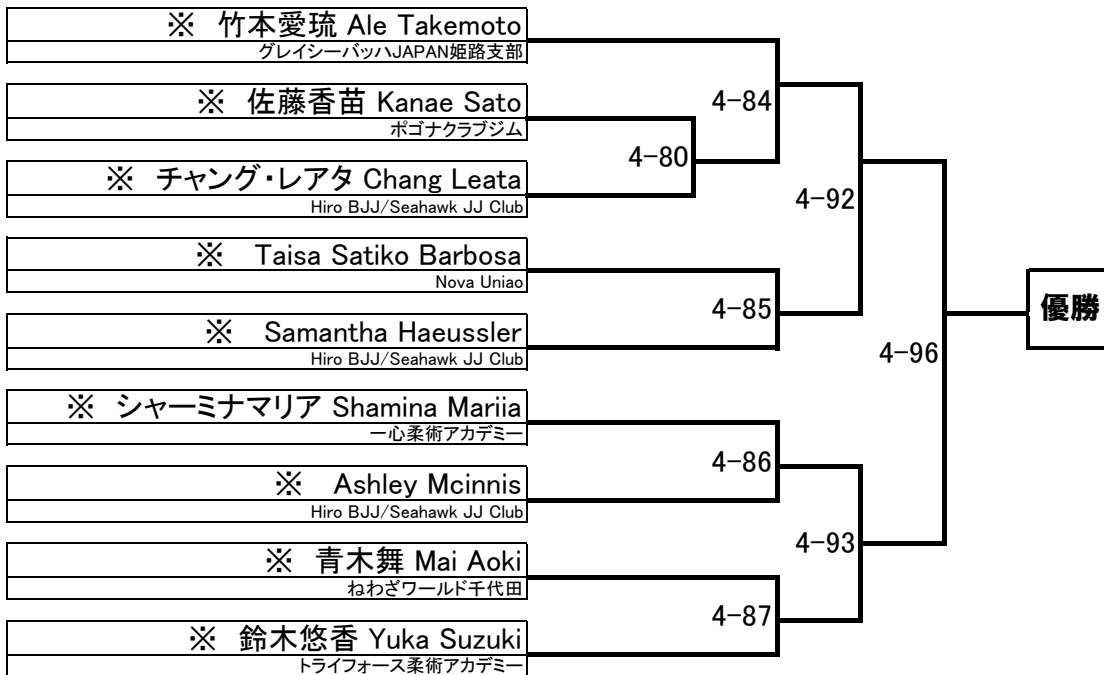 ※ 竹本愛琉 Ale Takemoto
グレイシーバッハJAPAN姫路支部
4-84
※ 佐藤香苗 Kanae Sato
ポゴナクラブジム
4-80
※ チャング・レアタ Chang Leata
Hiro BJJ/Seahawk JJ Club
4-92
※ Taisa Satiko Barbosa
Nova Uniao
4-85
優勝
※ Samantha Haeussler
Hiro BJJ/Seahawk JJ Club
4-96
※ シャーミナマリア Shamina Mariia
一心柔術アカデミー
4-86
※ Ashley Mcinnis
Hiro BJJ/Seahawk JJ Club
4-93
※ 青木舞 Mai Aoki
ねわざワールド千代田
4-87
※ 鈴木悠香 Yuka Suzuki
トライフォース柔術アカデミー